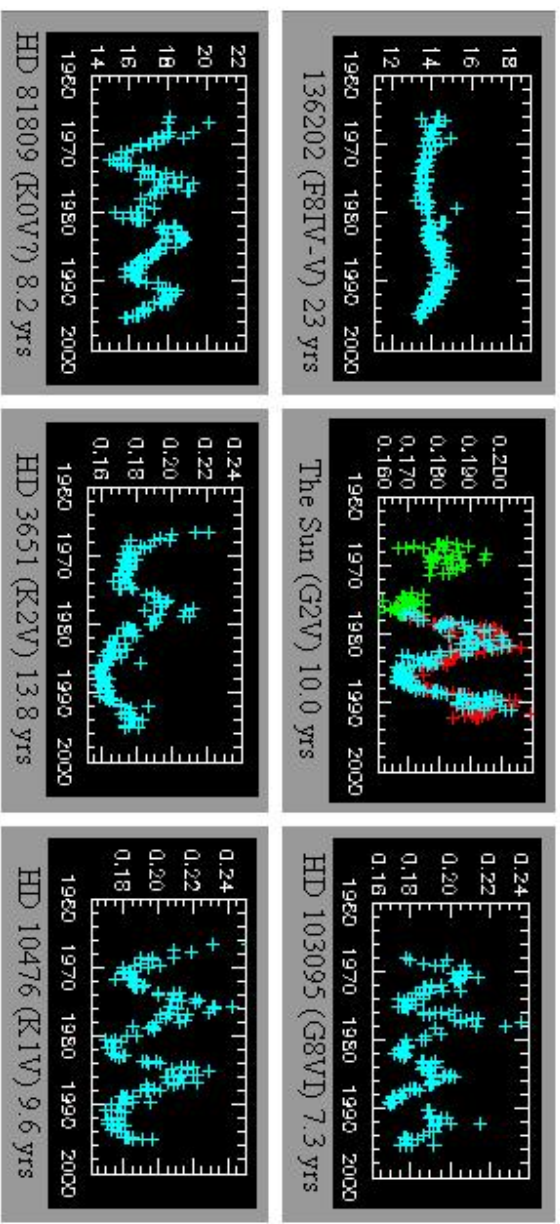 18
16
14
12
1960 1970 1980 1990 2000
136202 (F8IV-V) 23 yrs
0.200
0.190
0.180
0.170
0.160
1960 1970 1980 1990 2000
The Sun (G2V) 10.0 yrs
0.24
0.22
0.20
0.18
0.16
1960 1970 1980 1990 2000
HD 103095 (G8VI) 7.3 yrs
22
20
18
16
14
1960 1970 1980 1990 2000
HD 81809 (K0V?) 8.2 yrs
0.24
0.22
0.20
0.18
0.16
1960 1970 1980 1990 2000
HD 3651 (K2V) 13.8 yrs
0.24
0.22
0.20
0.18
1960 1970 1980 1990 2000
HD 10476 (K1V) 9.6 yrs